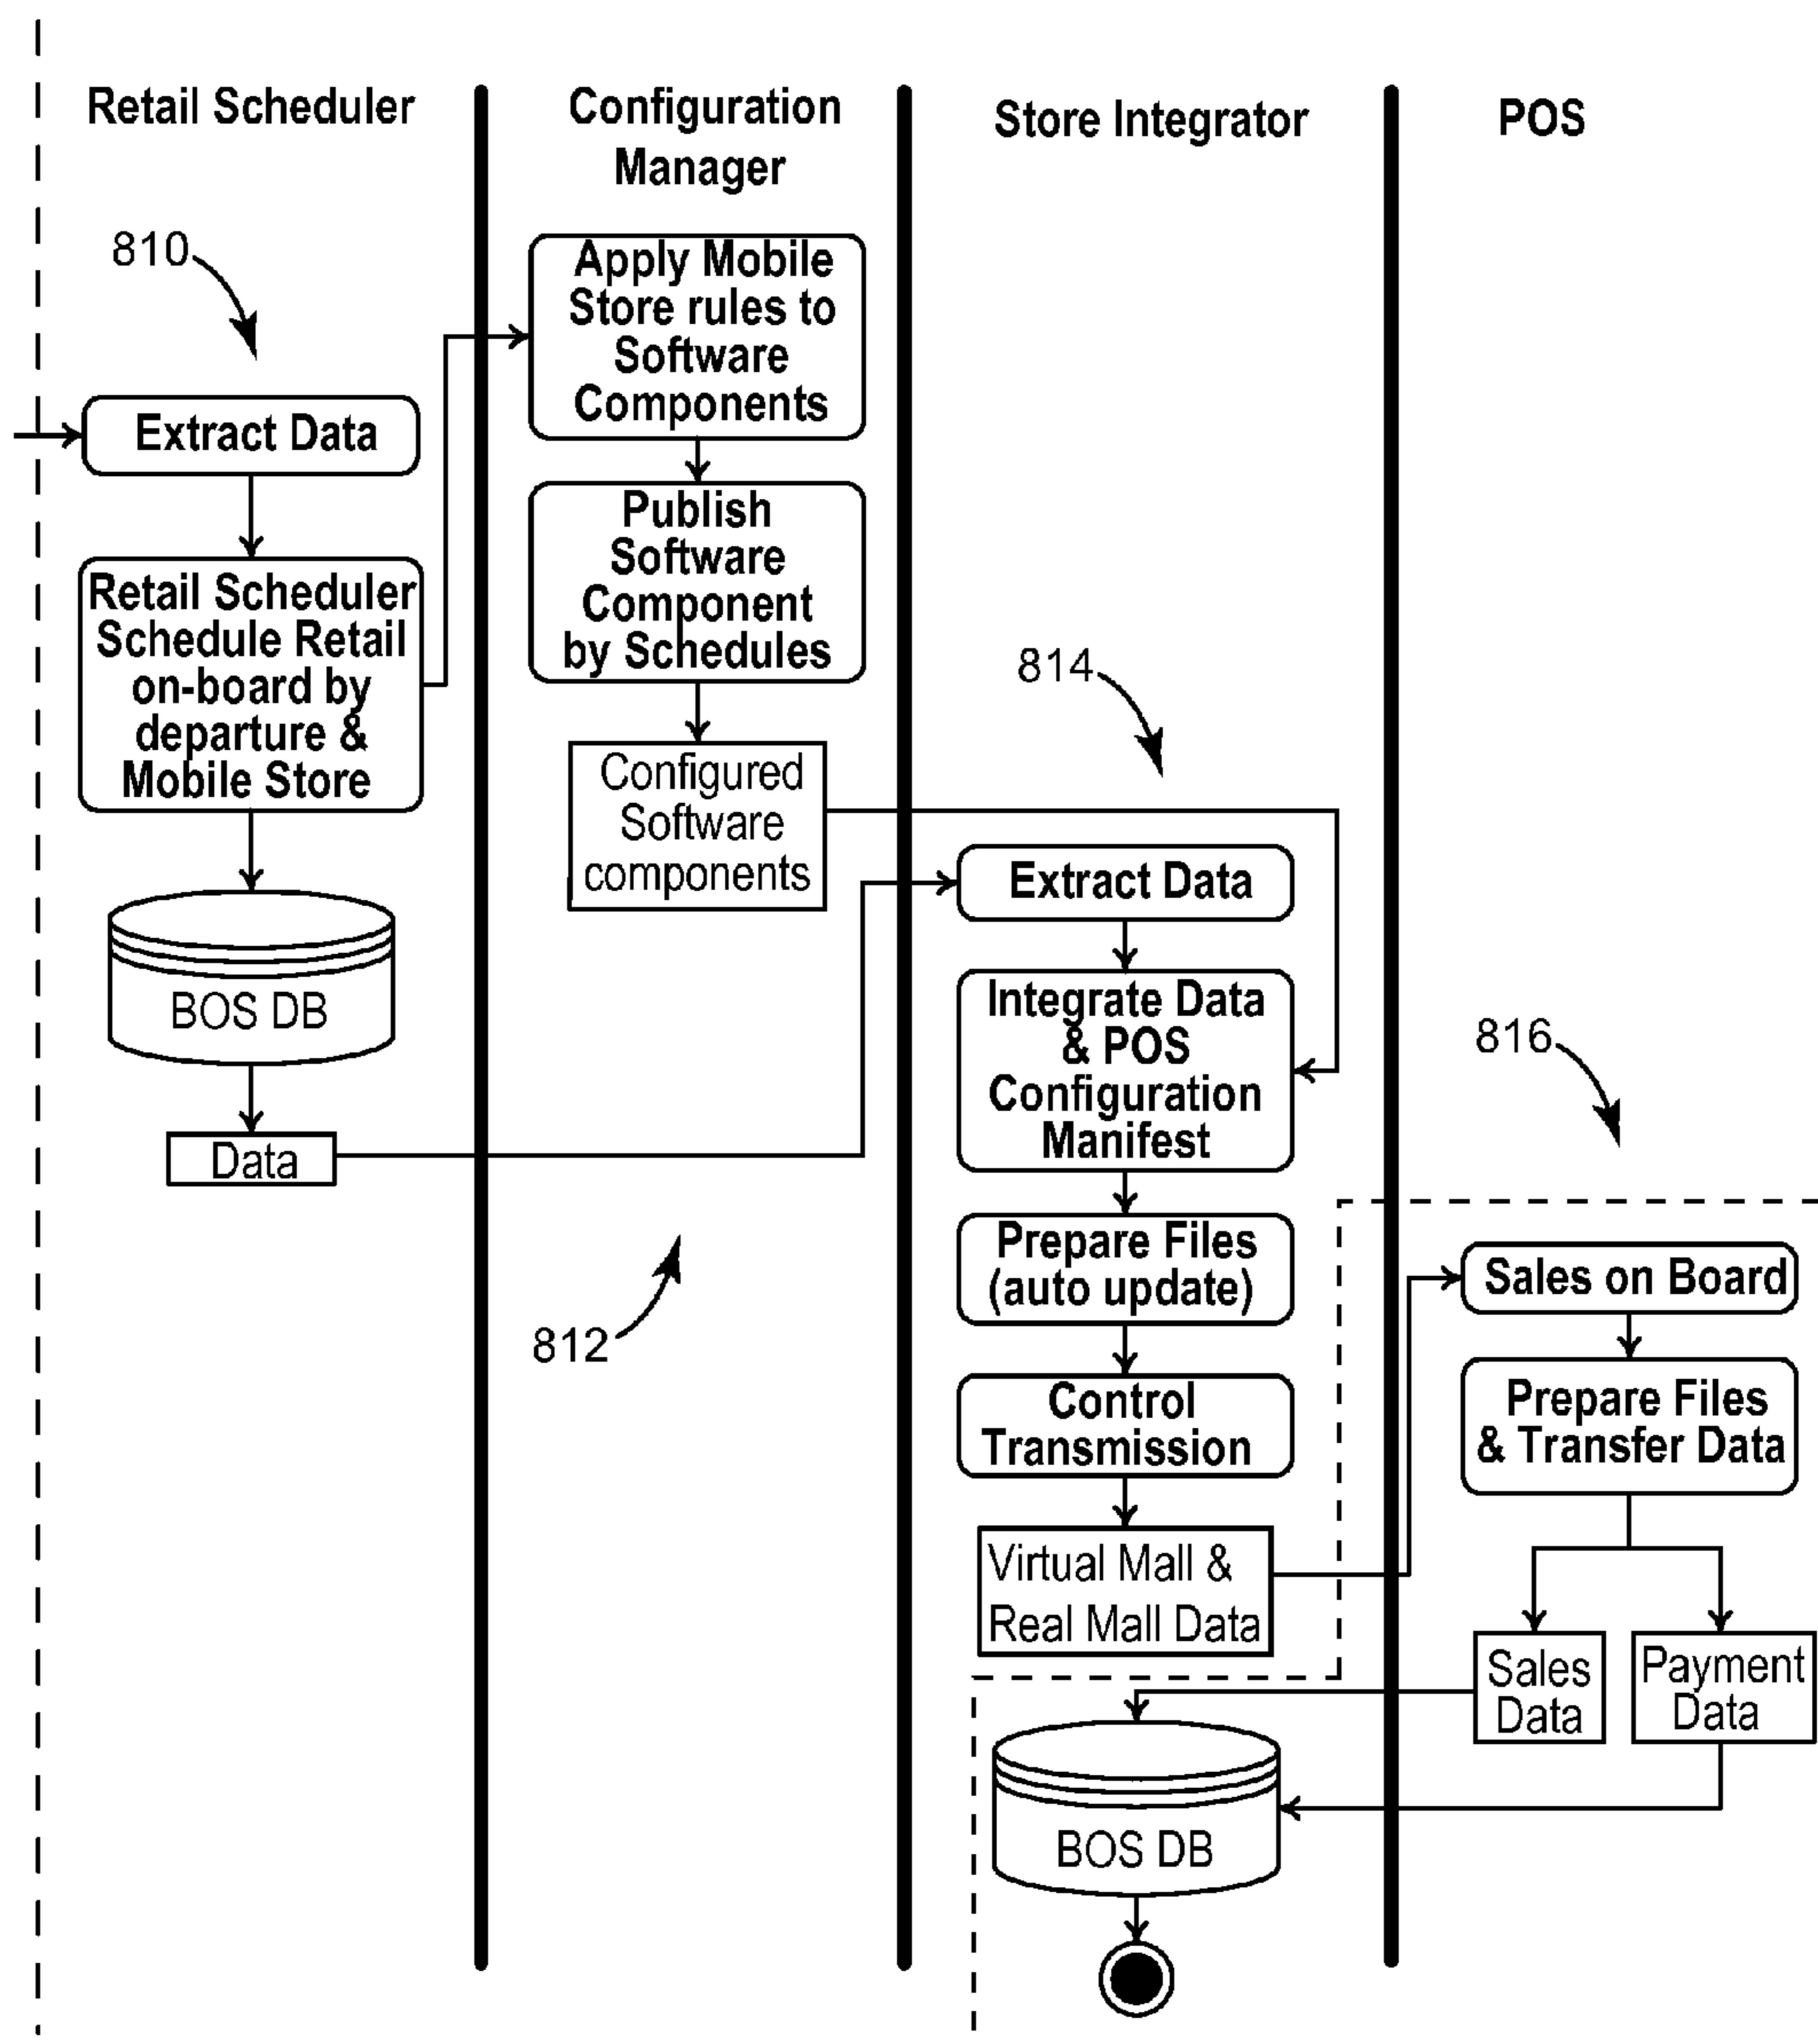 Retail Scheduler
810
Extract Data
Retail Scheduler
Schedule Retail
on-board by
departure &
Mobile Store
BOS DB
Data
Configuration
Manager
Apply Mobile
Store rules to
Software
Components
Publish
Software
Component
by Schedules
Configured
Software
components
812
Store Integrator
814
Extract Data
Integrate Data
& POS
Configuration
Manifest
Prepare Files
(auto update)
Control
Transmission
Virtual Mall &
Real Mall Data
BOS DB
POS
816
Sales on Board
Prepare Files
& Transfer Data
Sales
Data
Payment
Data